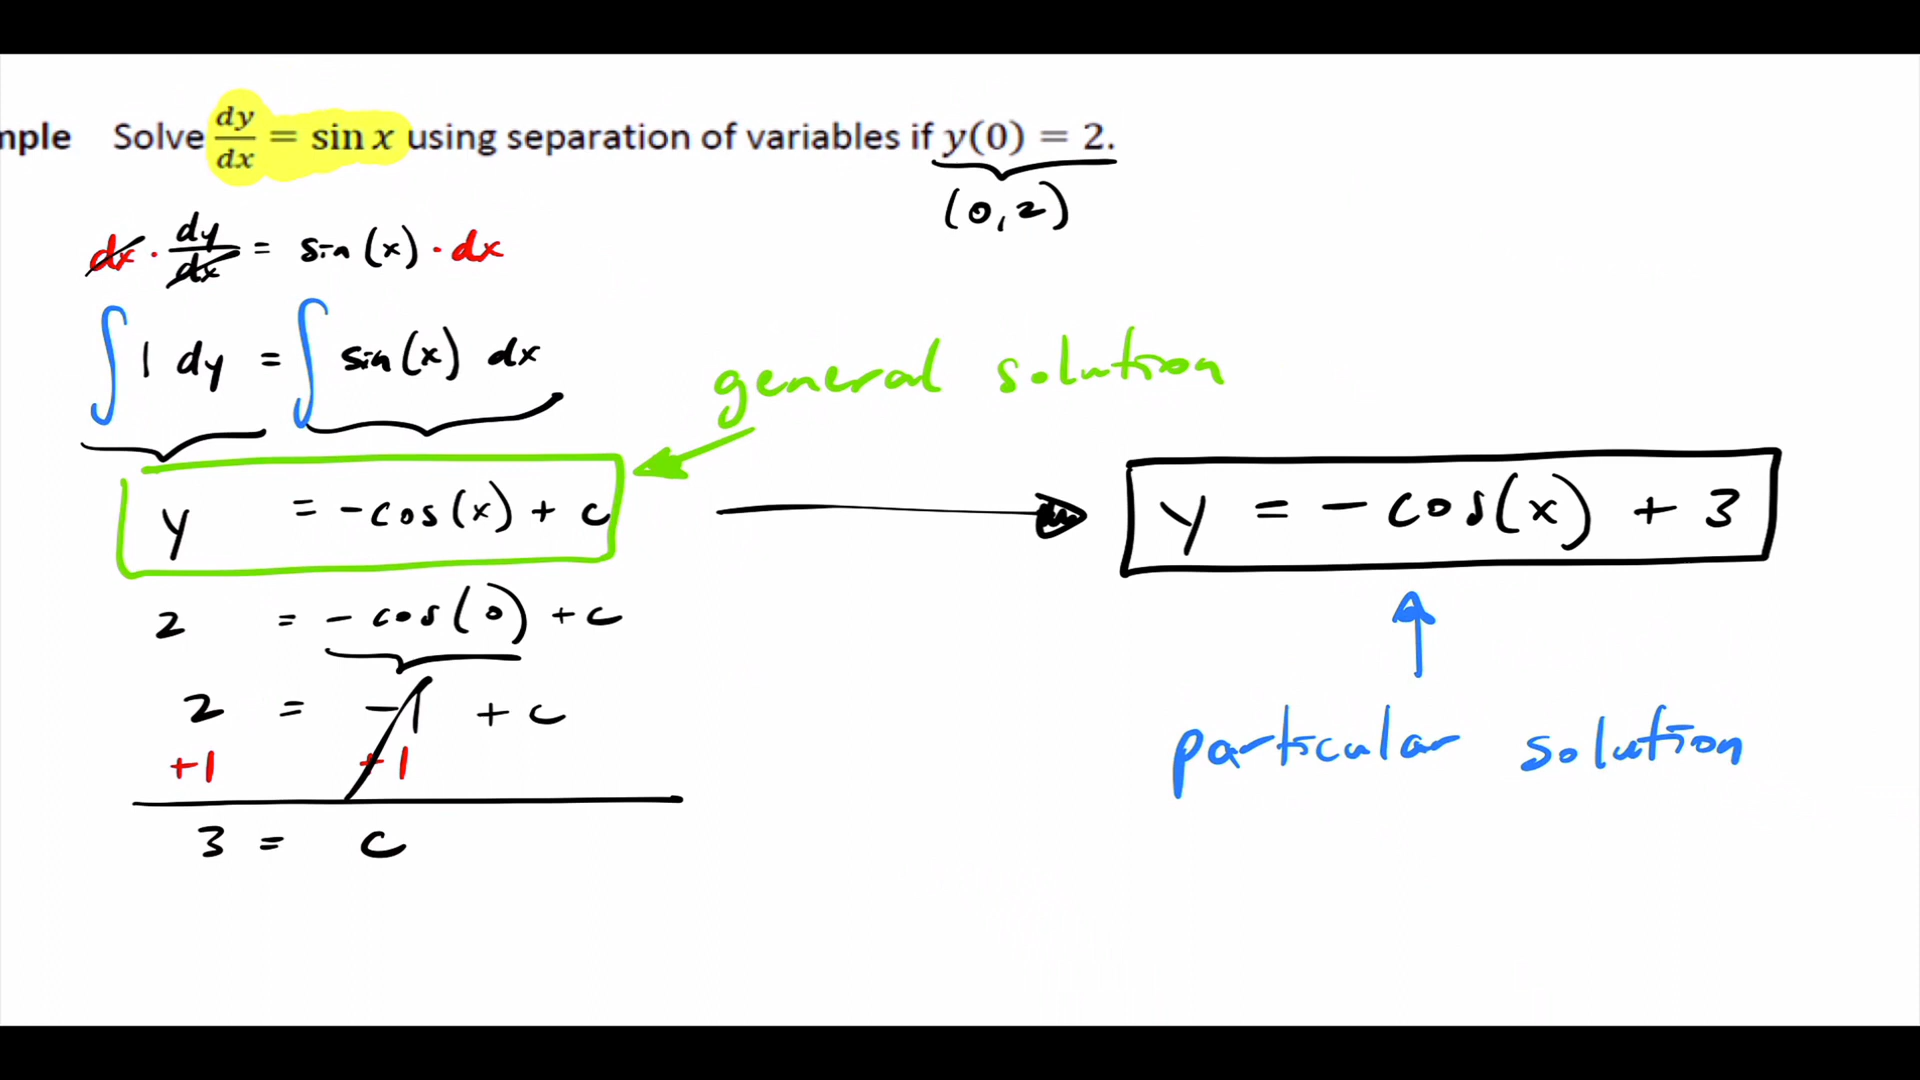 mple Solve dy/dx = sin x using separation of variables if y(0) = 2.
(0,2)
dx · dy/dx = sin(x) · dx
∫ 1 dy = ∫ sin(x) dx
general solution
y = -cos(x) + c
y = -cos(x) + 3
2 = -cos(0) + c
2 = -1 + c
+1 +1
particular solution
3 = c